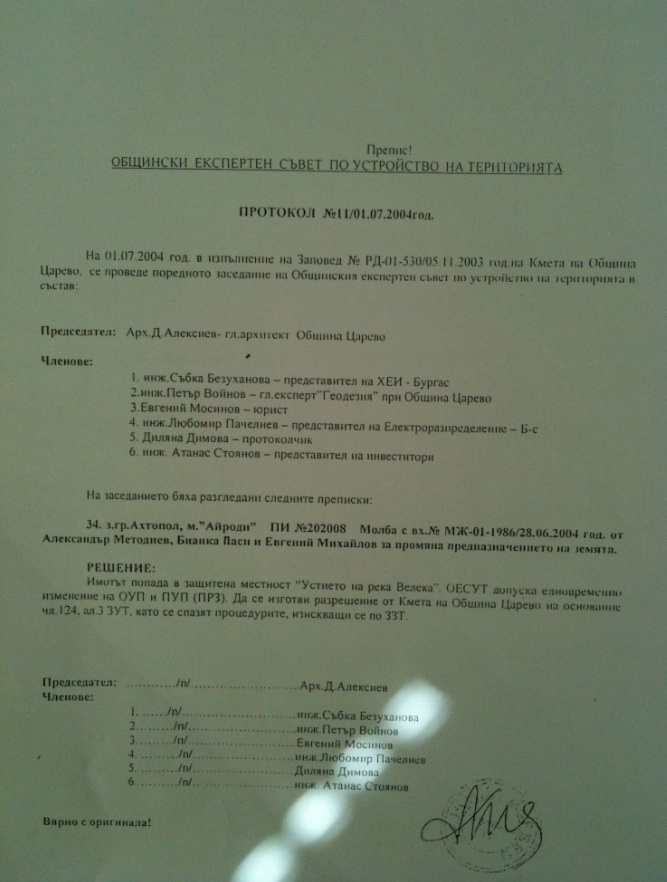 Препис!
ОБЩИНСКИ ЕКСПЕРТЕН СЪВЕТ ПО УСТРОЙСТВО НА ТЕРИТОРИЯТА
ПРОТОКОЛ №11/01.07.2004год.
На 01.07.2004 год. в изпълнение на Заповед № РД-01-530/05.11.2003 год.на Кмета на Община
Царево, се проведе поредното заседание на Общинския експертен съвет по устройство на територията в
състав:
Председател: Арх.Д.Алексиев- гл.архитект Община Царево
Членове:
1. инж.Събка Безуханова – представител на ХЕИ - Бургас
2.инж.Петър Войнов – гл.експерт"Геодезия" при Община Царево
3.Евгений Мосинов – юрист
4. инж.Любомир Пачелиев – представител на Електроразпределение – Б-с
5. Диляна Димова – протоколчик
6. инж. Атанас Стоянов – представител на инвеститори
На заседанието бяха разгледани следните преписки:
34. з.гр.Ахтопол, м."Айроди" ПИ №202008 Молба с вх.№ МЖ-01-1986/28.06.2004 год. от
Александър Методиев, Бианка Паси и Евгений Михайлов за промяна предназначението на земята.
РЕШЕНИЕ:
Имотът попада в защитена местност "Устието на река Велека". ОЕСУТ допуска едновременно
изменение на ОУП и ПУП (ПРЗ). Да се изготви разрешение от Кмета на Община Царево на основание
чл.124, ал.3 ЗУТ, като се спазят процедурите, изискващи се по ЗЗТ.
Председател: …………/п/……………………..Арх.Д.Алексиев
Членове:
1. ……../п/……………………….инж.Събка Безуханова
2………/п/……………………….инж.Петър Войнов
3………/п/……………………….Евгений Мосинов
4. ………/п/……………………..инж.Любомир Пачелиев
5. ………/п/……………………..Диляна Димова
6 ………./п/……………………..инж. Атанас Стоянов
Вярно с оригинала!